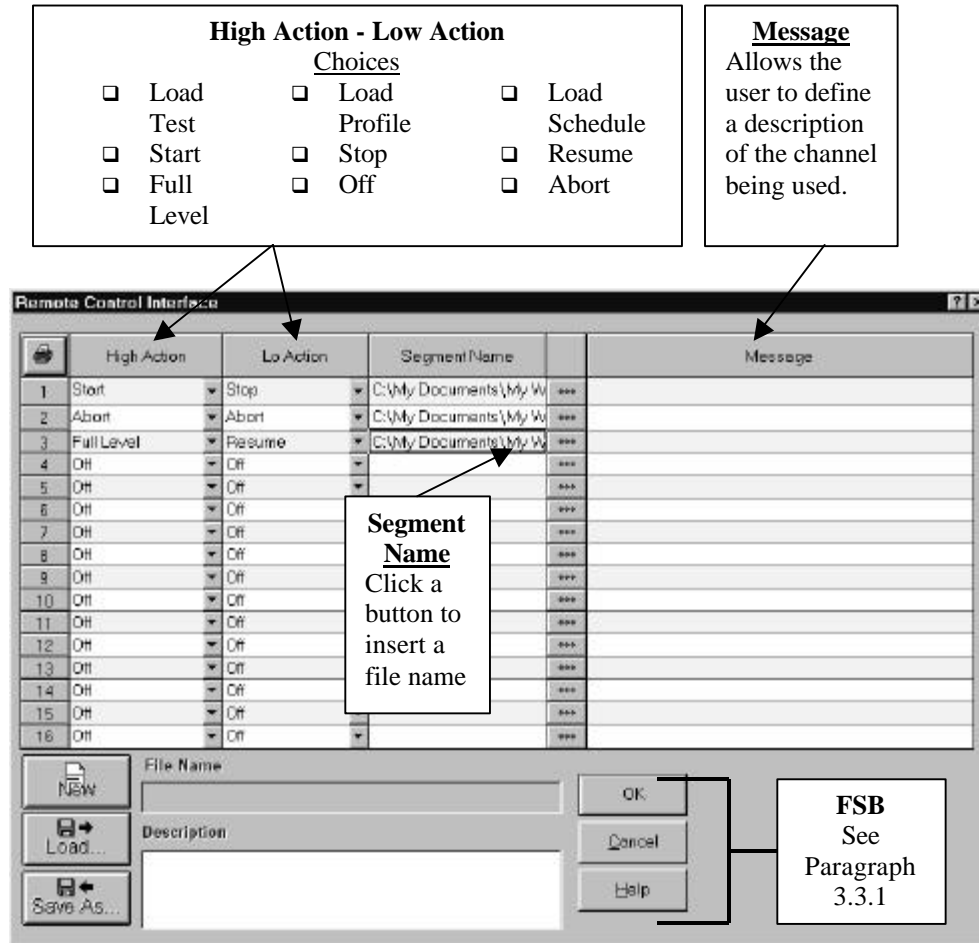 High Action - Low Action
Choices
❑ Load Test
❑ Load Profile
❑ Load Schedule
❑ Start
❑ Stop
❑ Resume
❑ Full Level
❑ Off
❑ Abort
Message
Allows the
user to define
a description
of the channel
being used.
Remote Control Interface
High Action Lo Action Segment Name Message
1 Start Stop C:\My Documents\My W
2 Abort Abort C:\My Documents\My W
3 Full Level Resume C:\My Documents\My W
4 Off Off
5 Off Off
6 Off Off
7 Off Off
8 Off Off
9 Off Off
10 Off Off
11 Off Off
12 Off Off
13 Off Off
14 Off Off
15 Off Off
16 Off Off
Segment
Name
Click a
button to
insert a
file name
New
Load...
Save As...
File Name
Description
OK
Cancel
Help
FSB
See
Paragraph
3.3.1